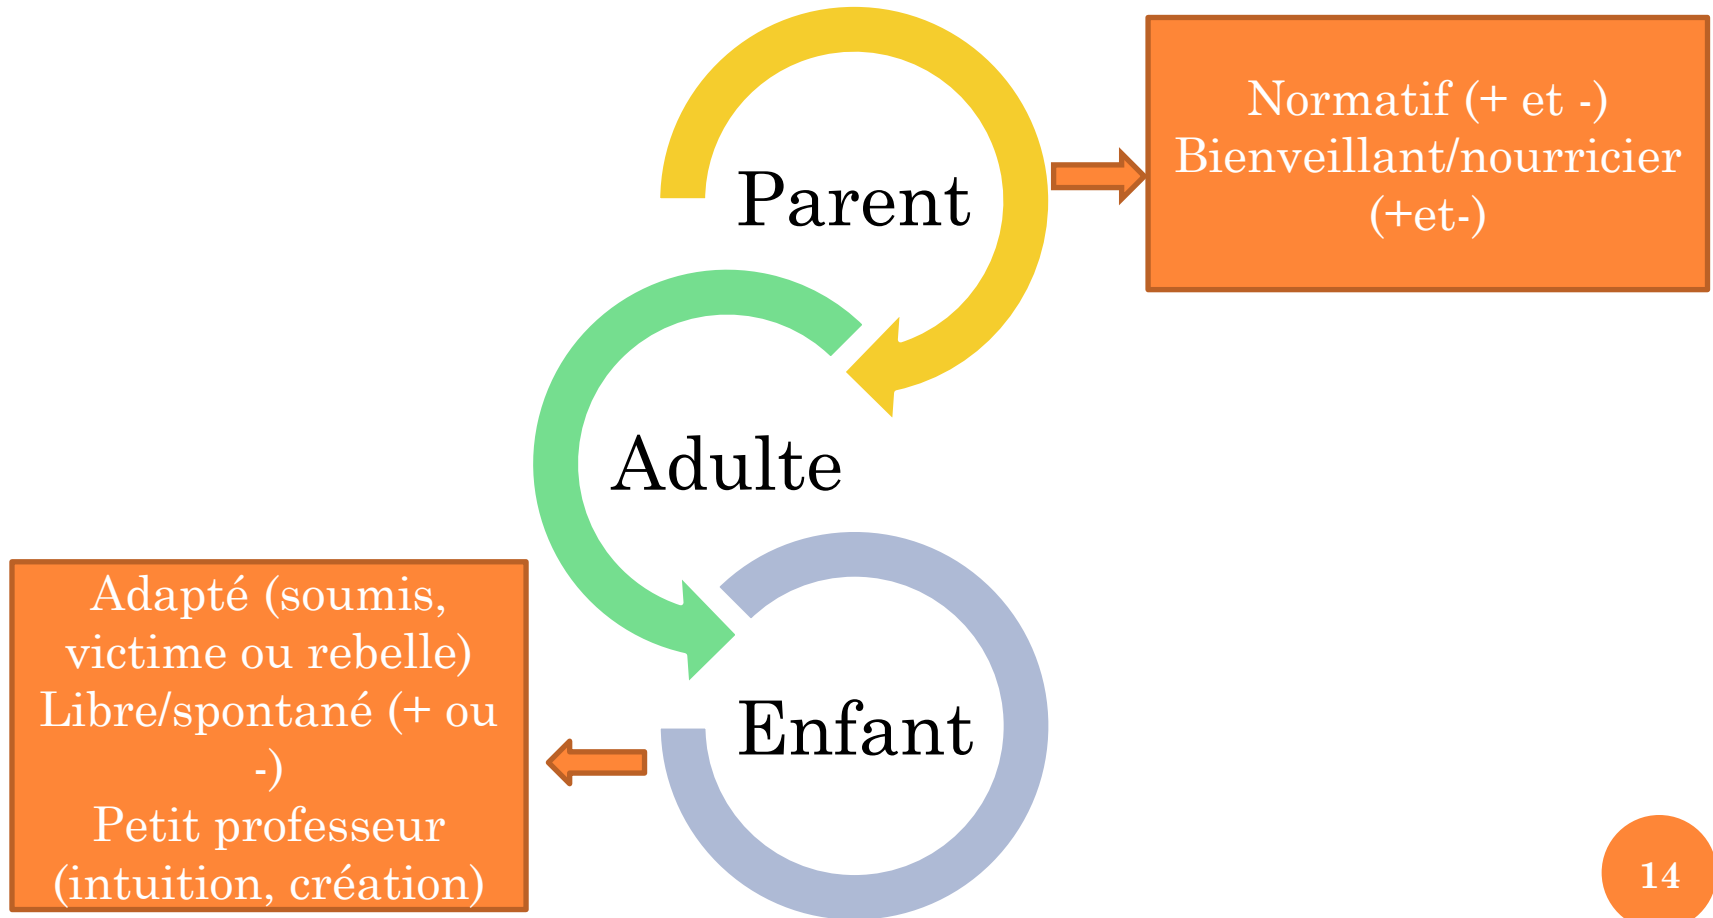 Normatif (+ et -)
Bienveillant/nourricier
(+et-)
Parent
Adulte
Adapté (soumis,
victime ou rebelle)
Libre/spontané (+ ou
-)
Petit professeur
(intuition, création)
Enfant
14